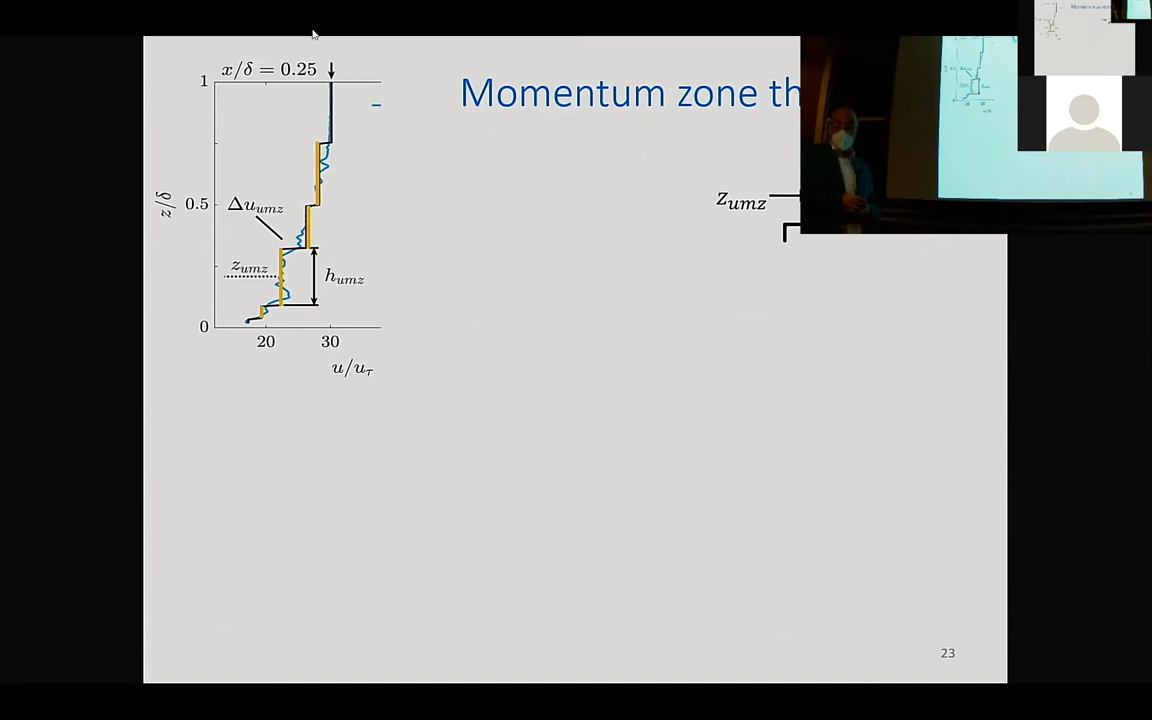 x/δ = 0.25
Momentum zone th
1
z/δ
0.5
Δu_umz
z_umz
z_umz
h_umz
0
20
30
u/u_τ
23